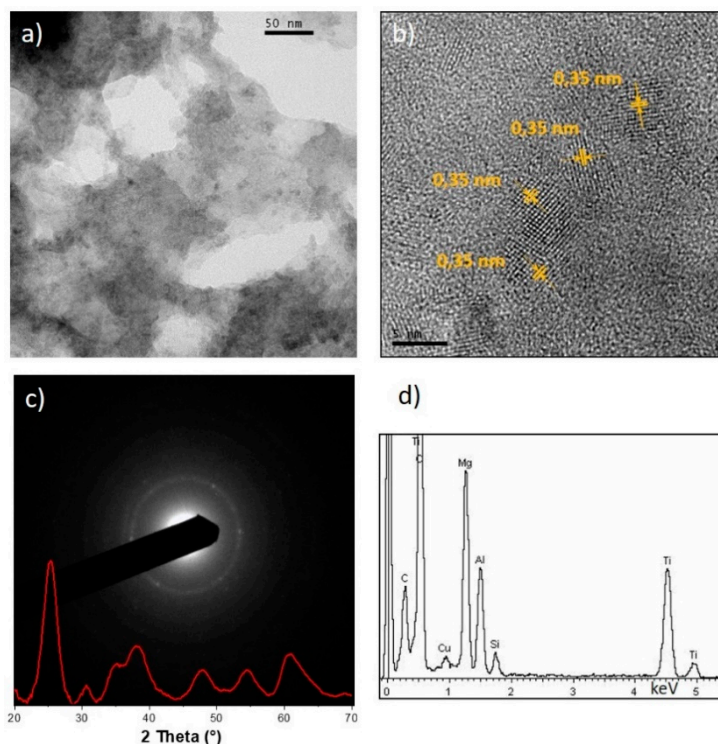 a)
50 nm
b)
0,35 nm
0,35 nm
0,35 nm
0,35 nm
5 nm
c)
20 30 40 50 60 70
2 Theta (°)
d)
Ti
C
C
Cu
Mg
Al
Si
Ti
Ti
0 1 2 3 4 5
keV